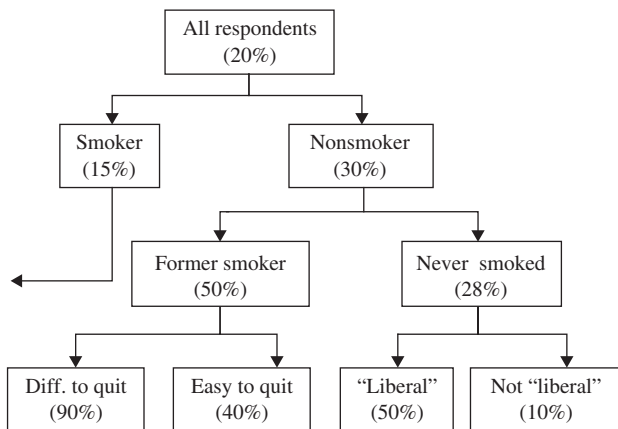 All respondents
(20%)
Smoker
(15%)
Nonsmoker
(30%)
Former smoker
(50%)
Never smoked
(28%)
Diff. to quit
(90%)
Easy to quit
(40%)
“Liberal”
(50%)
Not “liberal”
(10%)